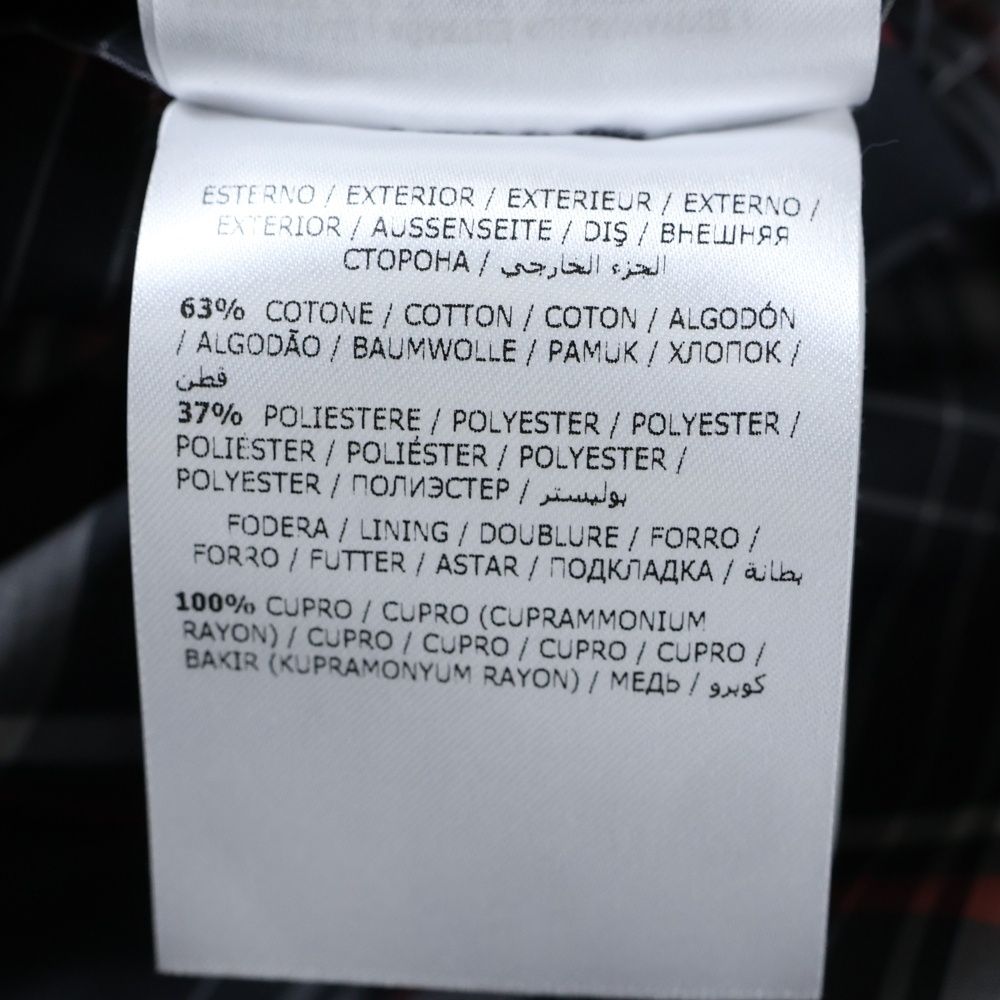 ESTERNO / EXTERIOR / EXTERIEUR / EXTERNO /
EXTERIOR / AUSSENSEITE / DIŞ / ВНЕШНЯЯ
СТОРОНА / الجزء الخارجي
63% COTONE / COTTON / COTON / ALGODÓN
/ ALGODÃO / BAUMWOLLE / PAMUK / ХЛОПОК /
قطن
37% POLIESTERE / POLYESTER / POLYESTER /
POLIÉSTER / POLIÉSTER / POLYESTER /
POLYESTER / ПОЛИЭСТЕР / بوليستر
FODERA / LINING / DOUBLURE / FORRO /
FORRO / FUTTER / ASTAR / ПОДКЛАДКА / بطانة
100% CUPRO / CUPRO (CUPRAMMONIUM
RAYON) / CUPRO / CUPRO / CUPRO / CUPRO /
BAKIR (KUPRAMONYUM RAYON) / МЕДЬ / كوبرو